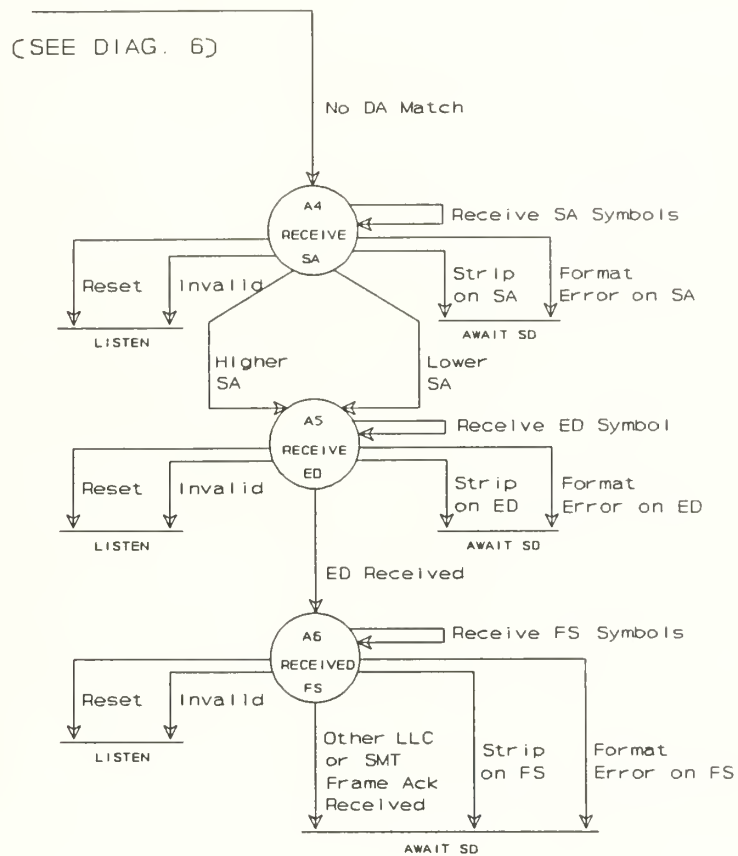 (SEE DIAG. 6)
No DA Match
A4
RECEIVE
SA
Receive SA Symbols
Reset
Invalid
Strip
on SA
Format
Error on SA
LISTEN
AWAIT SD
Higher
SA
Lower
SA
A5
RECEIVE
ED
Receive ED Symbol
Reset
Invalid
Strip
on ED
Format
Error on ED
LISTEN
AWAIT SD
ED Received
A6
RECEIVED
FS
Receive FS Symbols
Reset
Invalid
LISTEN
Other LLC
or SMT
Frame Ack
Received
Strip
on FS
Format
Error on FS
AWAIT SD